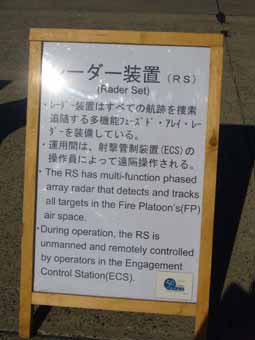 レーダー装置 (RS)
(Rader Set)
・ﾚｰﾀﾞｰ装置はすべての航跡を捜索
追随する多機能ﾌｪｰｽﾞﾄﾞ・アレイ・レー
ダーを装備している。
・運用間は、射撃管制装置(ECS)の
操作員によって遠隔操作される。
・The RS has multi-function phased
array radar that detects and tracks
all targets in the Fire Platoon's(FP)
air space.
・During operation, the RS is
unmanned and remotely controlled
by operators in the Engagement
Control Station(ECS).